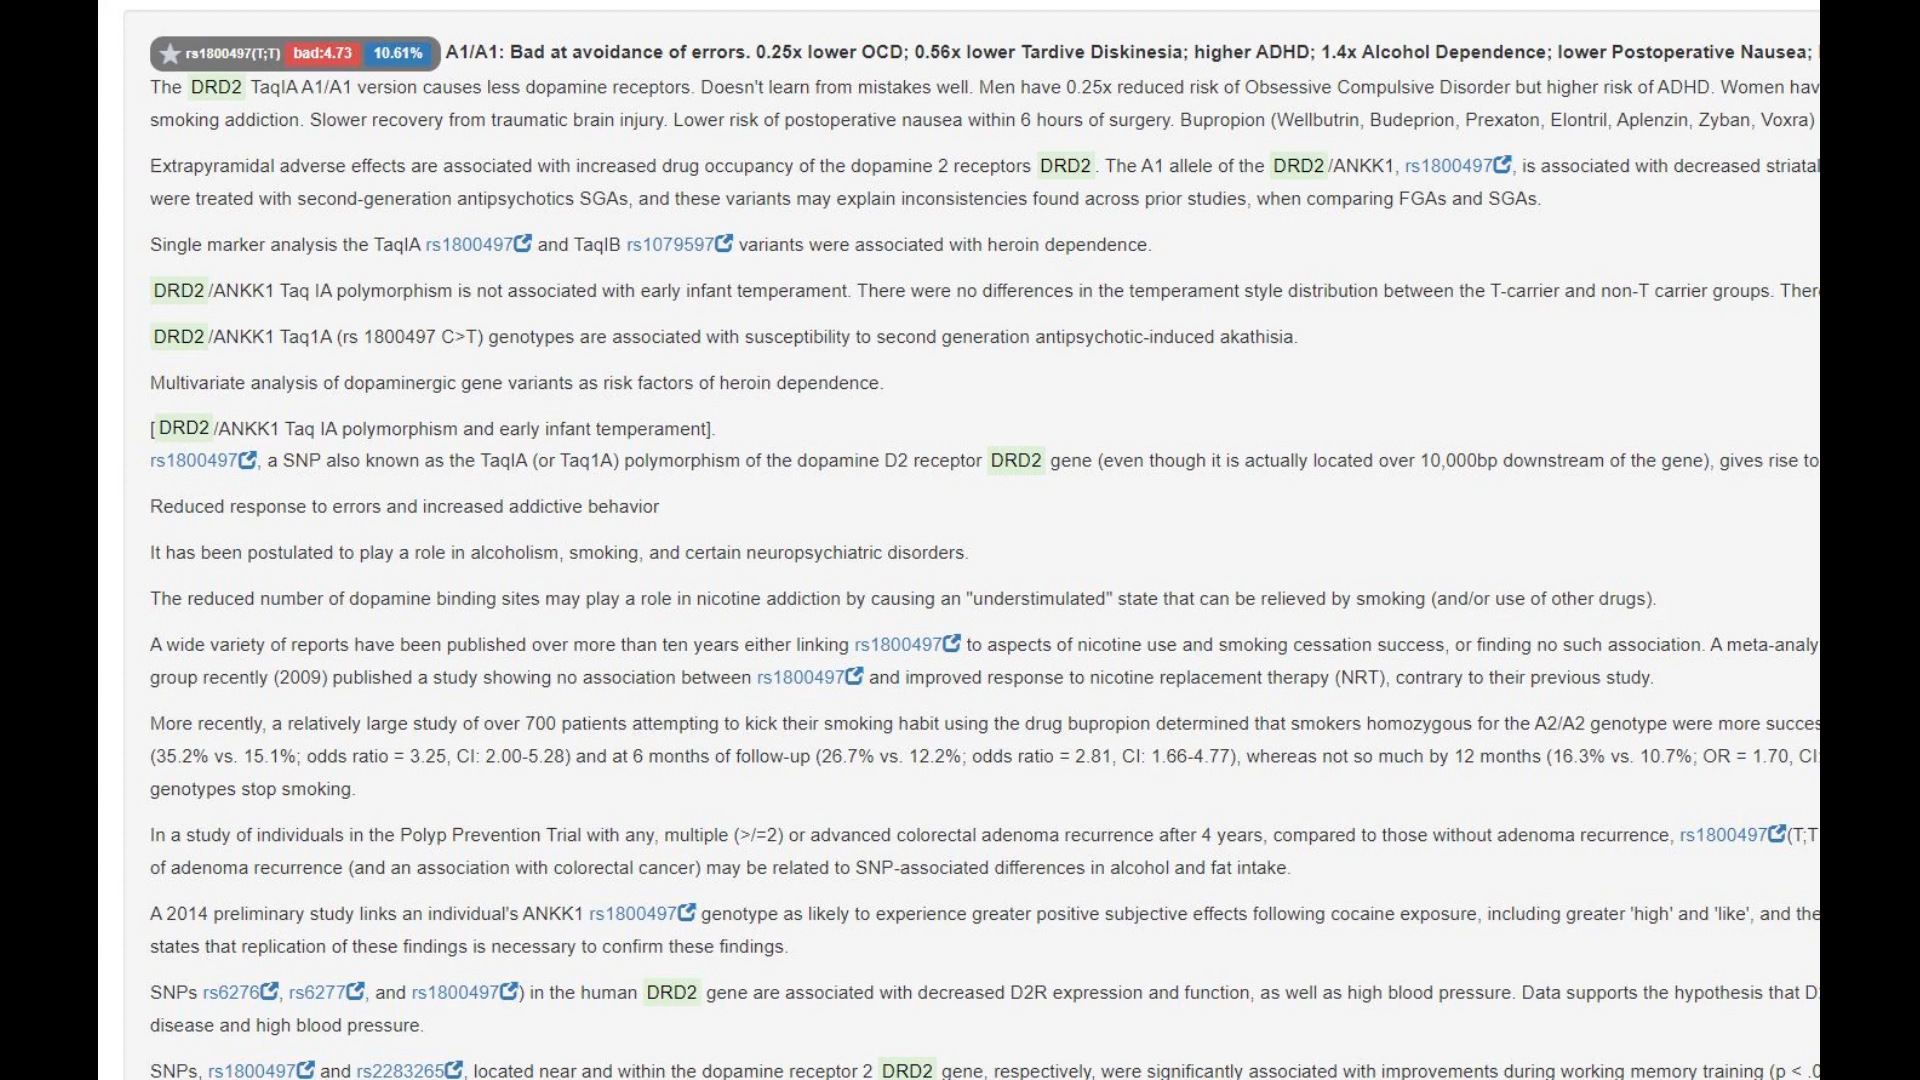 rs1800497(T;T) bad:4.73 10.61% A1/A1: Bad at avoidance of errors. 0.25x lower OCD; 0.56x lower Tardive Diskinesia; higher ADHD; 1.4x Alcohol Dependence; lower Postoperative Nausea;
The DRD2 TaqIA A1/A1 version causes less dopamine receptors. Doesn't learn from mistakes well. Men have 0.25x reduced risk of Obsessive Compulsive Disorder but higher risk of ADHD. Women hav
smoking addiction. Slower recovery from traumatic brain injury. Lower risk of postoperative nausea within 6 hours of surgery. Bupropion (Wellbutrin, Budeprion, Prexaton, Elontril, Aplenzin, Zyban, Voxra)
Extrapyramidal adverse effects are associated with increased drug occupancy of the dopamine 2 receptors DRD2 . The A1 allele of the DRD2 /ANKK1, rs1800497, is associated with decreased striatal
were treated with second-generation antipsychotics SGAs, and these variants may explain inconsistencies found across prior studies, when comparing FGAs and SGAs.
Single marker analysis the TaqIA rs1800497 and TaqIB rs1079597 variants were associated with heroin dependence.
DRD2 /ANKK1 Taq IA polymorphism is not associated with early infant temperament. There were no differences in the temperament style distribution between the T-carrier and non-T carrier groups. Ther
DRD2 /ANKK1 Taq1A (rs 1800497 C>T) genotypes are associated with susceptibility to second generation antipsychotic-induced akathisia.
Multivariate analysis of dopaminergic gene variants as risk factors of heroin dependence.
[ DRD2 /ANKK1 Taq IA polymorphism and early infant temperament].
rs1800497, a SNP also known as the TaqIA (or Taq1A) polymorphism of the dopamine D2 receptor DRD2 gene (even though it is actually located over 10,000bp downstream of the gene), gives rise to
Reduced response to errors and increased addictive behavior
It has been postulated to play a role in alcoholism, smoking, and certain neuropsychiatric disorders.
The reduced number of dopamine binding sites may play a role in nicotine addiction by causing an "understimulated" state that can be relieved by smoking (and/or use of other drugs).
A wide variety of reports have been published over more than ten years either linking rs1800497 to aspects of nicotine use and smoking cessation success, or finding no such association. A meta-analy
group recently (2009) published a study showing no association between rs1800497 and improved response to nicotine replacement therapy (NRT), contrary to their previous study.
More recently, a relatively large study of over 700 patients attempting to kick their smoking habit using the drug bupropion determined that smokers homozygous for the A2/A2 genotype were more succes
(35.2% vs. 15.1%; odds ratio = 3.25, CI: 2.00-5.28) and at 6 months of follow-up (26.7% vs. 12.2%; odds ratio = 2.81, CI: 1.66-4.77), whereas not so much by 12 months (16.3% vs. 10.7%; OR = 1.70, CI
genotypes stop smoking.
In a study of individuals in the Polyp Prevention Trial with any, multiple (>/=2) or advanced colorectal adenoma recurrence after 4 years, compared to those without adenoma recurrence, rs1800497(T;T
of adenoma recurrence (and an association with colorectal cancer) may be related to SNP-associated differences in alcohol and fat intake.
A 2014 preliminary study links an individual's ANKK1 rs1800497 genotype as likely to experience greater positive subjective effects following cocaine exposure, including greater 'high' and 'like', and the
states that replication of these findings is necessary to confirm these findings.
SNPs rs6276, rs6277, and rs1800497) in the human DRD2 gene are associated with decreased D2R expression and function, as well as high blood pressure. Data supports the hypothesis that D
disease and high blood pressure.
SNPs, rs1800497 and rs2283265, located near and within the dopamine receptor 2 DRD2 gene, respectively, were significantly associated with improvements during working memory training (p < .0